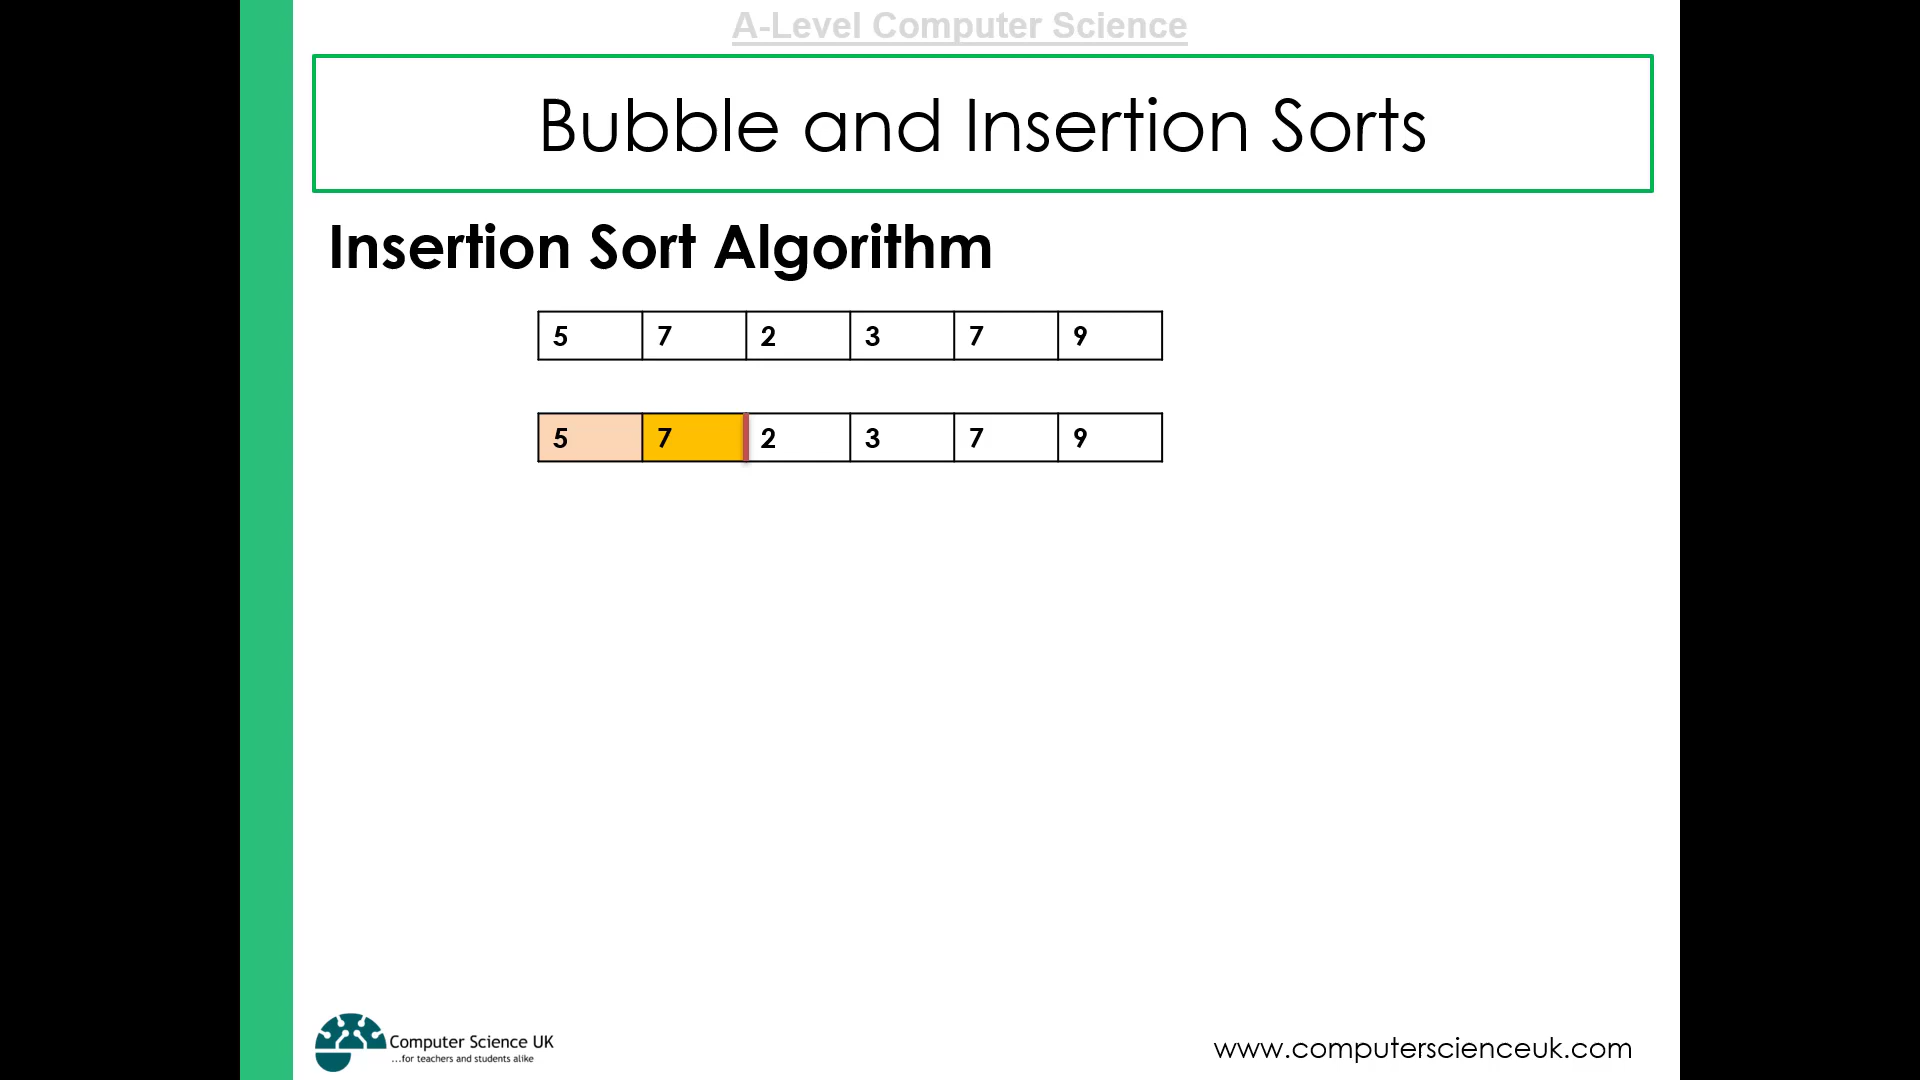 A-Level Computer Science
Bubble and Insertion Sorts
Insertion Sort Algorithm
5 7 2 3 7 9
5 7 2 3 7 9
Computer Science UK
...for teachers and students alike
www.computerscienceuk.com